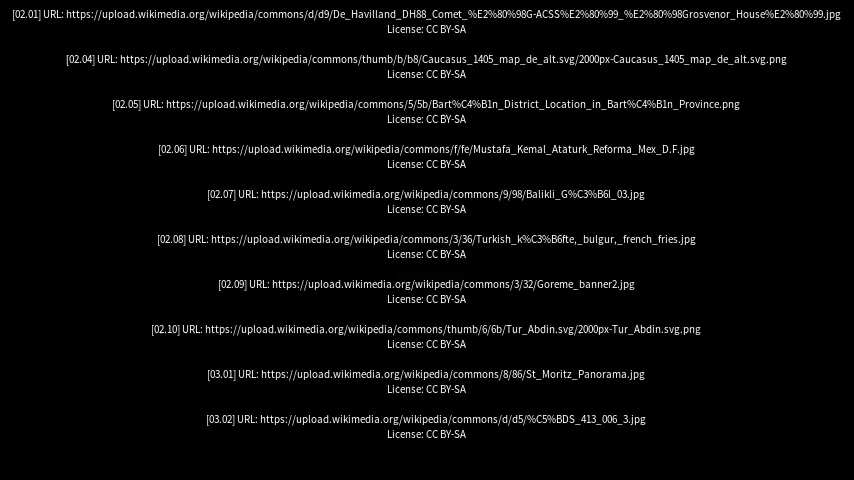 [02.01] URL: https://upload.wikimedia.org/wikipedia/commons/d/d9/De_Havilland_DH88_Comet_%E2%80%98G-ACSS%E2%80%99_%E2%80%98Grosvenor_House%E2%80%99.jpg
License: CC BY-SA
[02.04] URL: https://upload.wikimedia.org/wikipedia/commons/thumb/b/b8/Caucasus_1405_map_de_alt.svg/2000px-Caucasus_1405_map_de_alt.svg.png
License: CC BY-SA
[02.05] URL: https://upload.wikimedia.org/wikipedia/commons/5/5b/Bart%C4%B1n_District_Location_in_Bart%C4%B1n_Province.png
License: CC BY-SA
[02.06] URL: https://upload.wikimedia.org/wikipedia/commons/f/fe/Mustafa_Kemal_Ataturk_Reforma_Mex_D.F.jpg
License: CC BY-SA
[02.07] URL: https://upload.wikimedia.org/wikipedia/commons/9/98/Balikli_G%C3%B6l_03.jpg
License: CC BY-SA
[02.08] URL: https://upload.wikimedia.org/wikipedia/commons/3/36/Turkish_k%C3%B6fte,_bulgur,_french_fries.jpg
License: CC BY-SA
[02.09] URL: https://upload.wikimedia.org/wikipedia/commons/3/32/Goreme_banner2.jpg
License: CC BY-SA
[02.10] URL: https://upload.wikimedia.org/wikipedia/commons/thumb/6/6b/Tur_Abdin.svg/2000px-Tur_Abdin.svg.png
License: CC BY-SA
[03.01] URL: https://upload.wikimedia.org/wikipedia/commons/8/86/St_Moritz_Panorama.jpg
License: CC BY-SA
[03.02] URL: https://upload.wikimedia.org/wikipedia/commons/d/d5/%C5%BDS_413_006_3.jpg
License: CC BY-SA